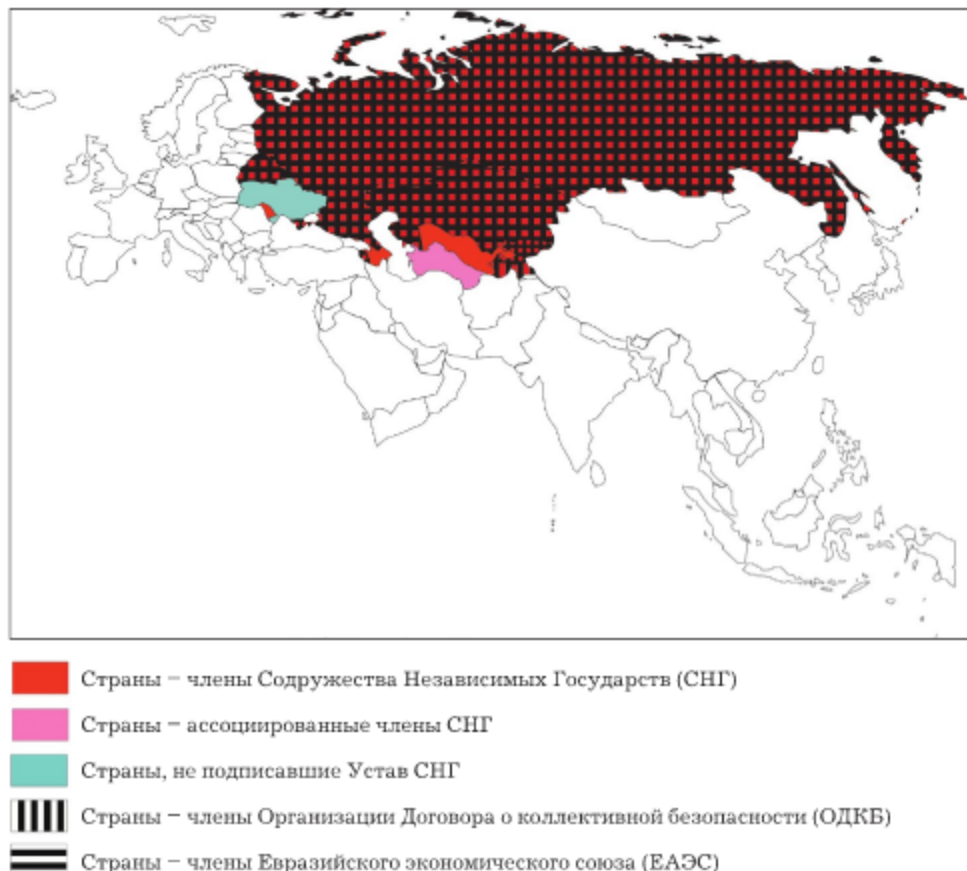 Страны – члены Содружества Независимых Государств (СНГ)
Страны – ассоциированные члены СНГ
Страны, не подписавшие Устав СНГ
Страны – члены Организации Договора о коллективной безопасности (ОДКБ)
Страны – члены Евразийского экономического союза (ЕАЭС)